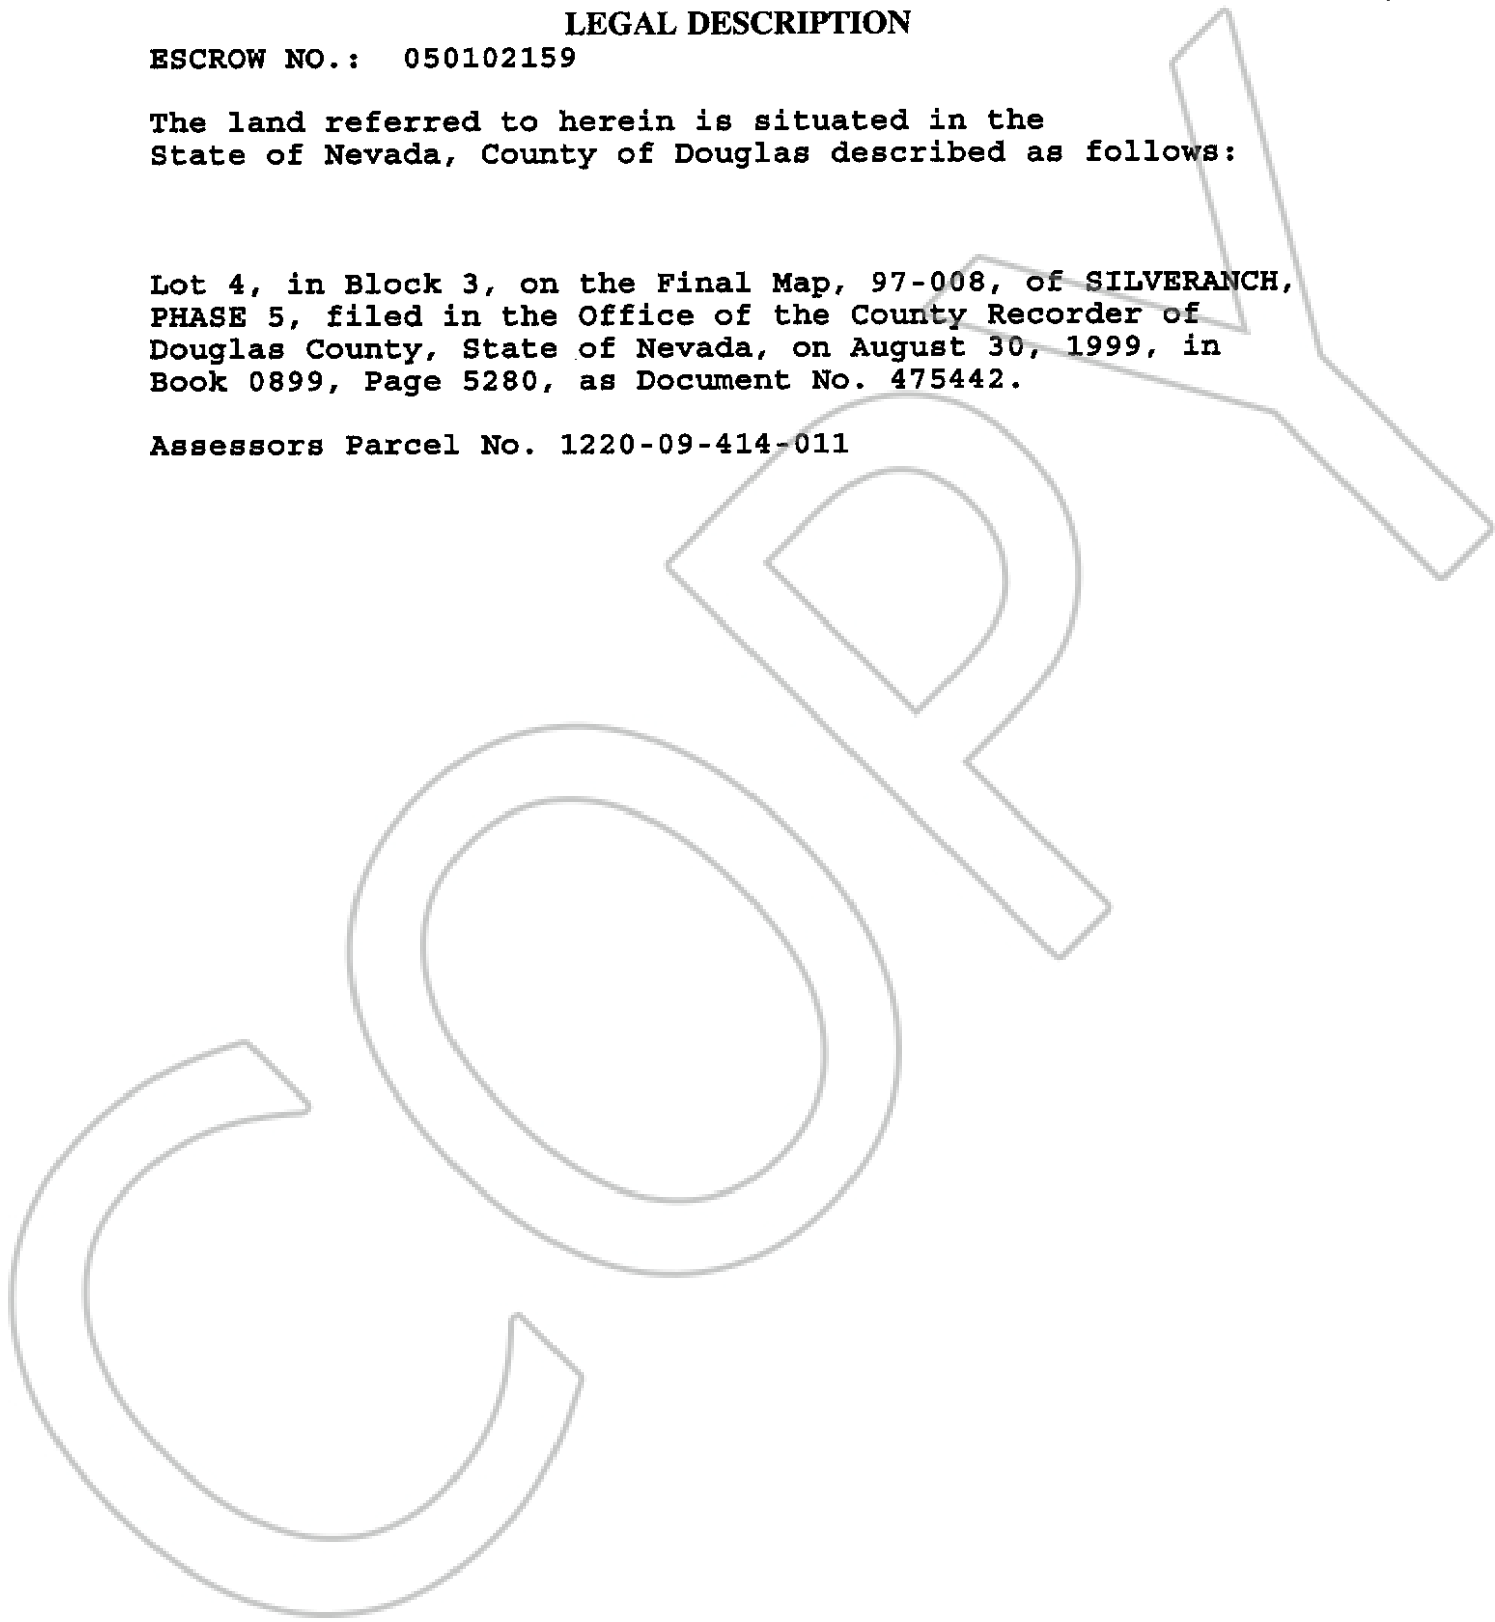 LEGAL DESCRIPTION
ESCROW NO.: 050102159
The land referred to herein is situated in the
State of Nevada, County of Douglas described as follows:
Lot 4, in Block 3, on the Final Map, 97-008, of SILVERANCH,
PHASE 5, filed in the Office of the County Recorder of
Douglas County, State of Nevada, on August 30, 1999, in
Book 0899, Page 5280, as Document No. 475442.
Assessors Parcel No. 1220-09-414-011
COPY